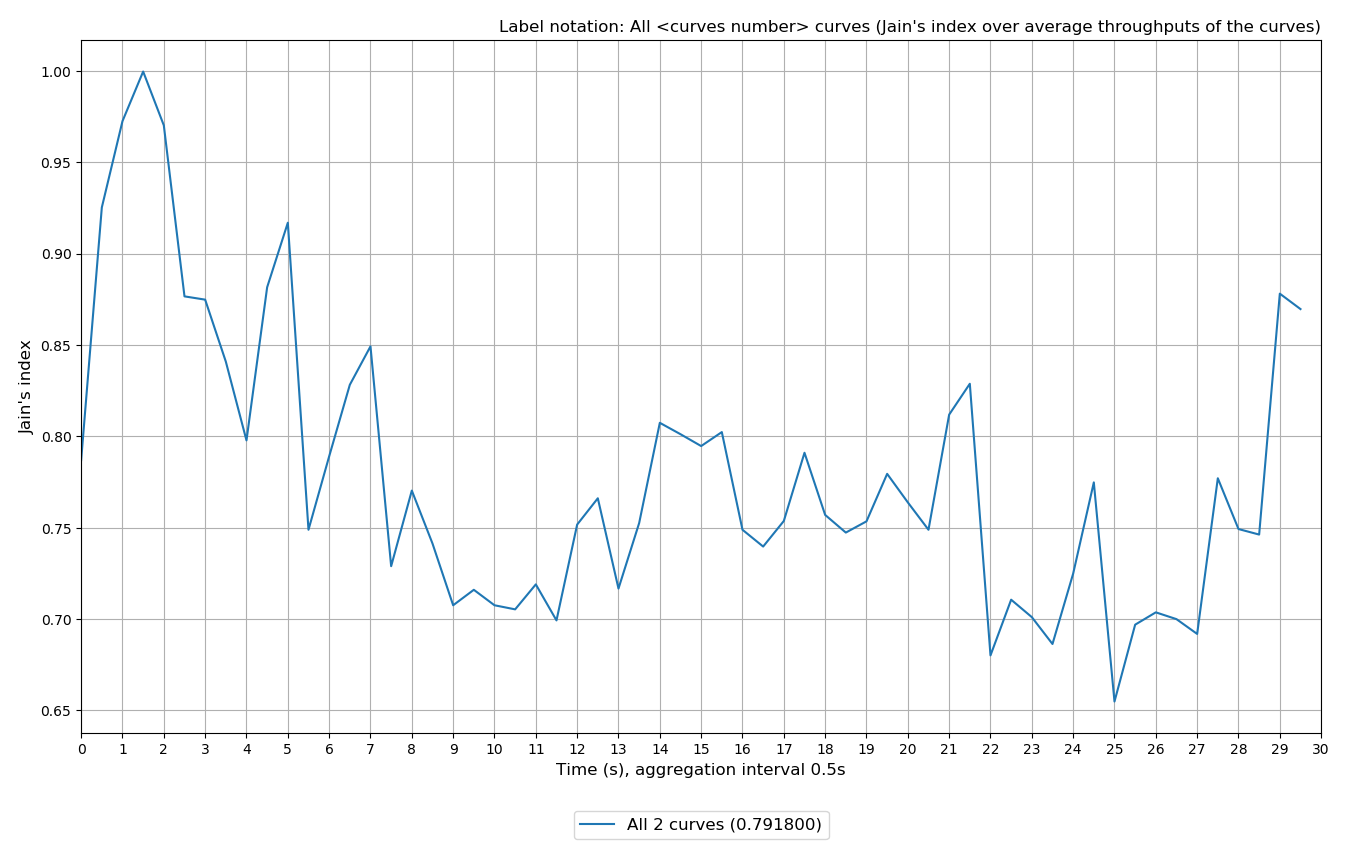 Label notation: All <curves number> curves (Jain's index over average throughputs of the curves)
1.00
0.95
0.90
0.85
0.80
0.75
0.70
0.65
Jain's index
0 1 2 3 4 5 6 7 8 9 10 11 12 13 14 15 16 17 18 19 20 21 22 23 24 25 26 27 28 29 30
Time (s), aggregation interval 0.5s
All 2 curves (0.791800)